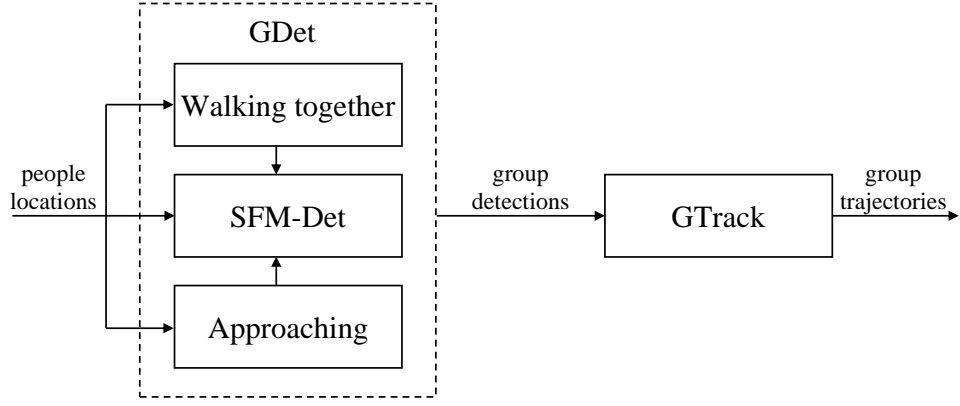 GDet
Walking together
people
locations
SFM-Det
Approaching
group
detections
GTrack
group
trajectories